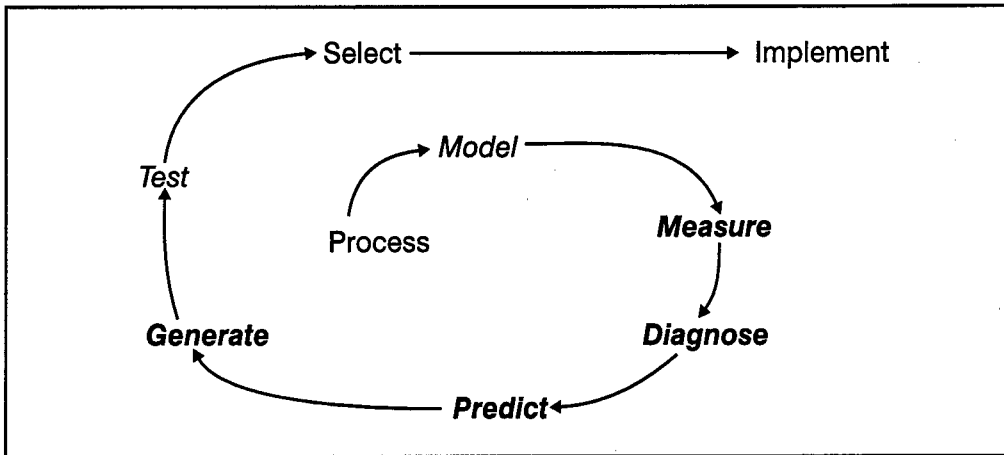 Select
Implement
Model
Test
Process
Measure
Generate
Diagnose
Predict